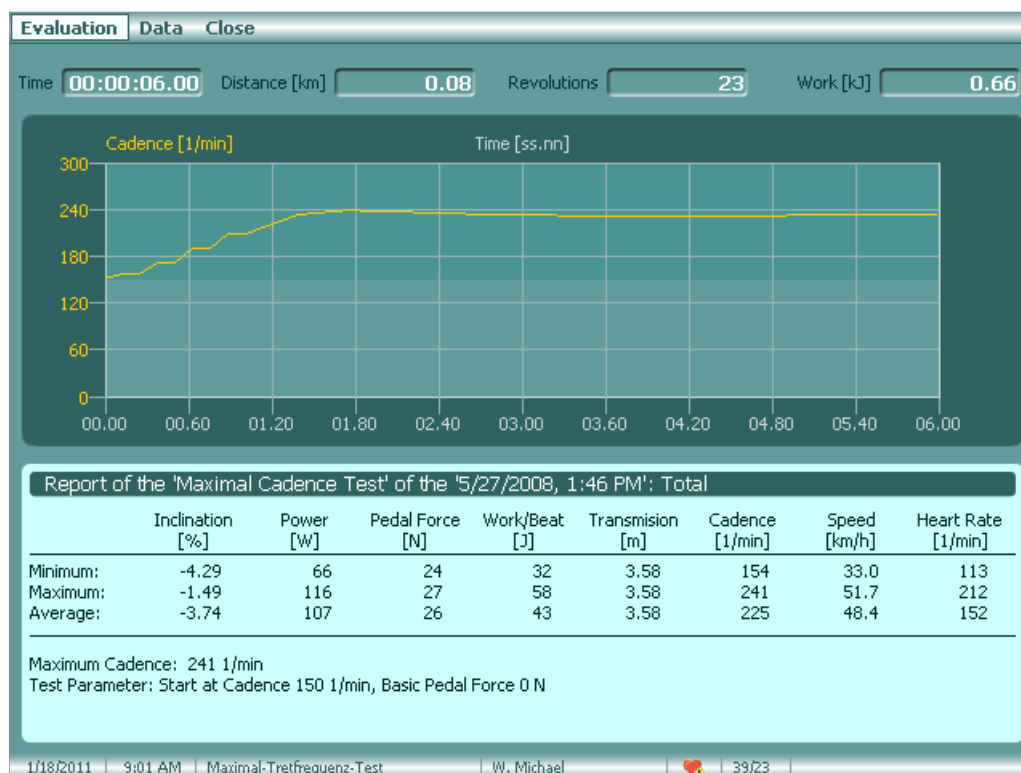 Evaluation Data Close
Time 00:00:06.00 Distance [km] 0.08 Revolutions 23 Work [kJ] 0.66
Cadence [1/min] Time [ss.nn]
300
240
180
120
60
0
00.00 00.60 01.20 01.80 02.40 03.00 03.60 04.20 04.80 05.40 06.00
Report of the 'Maximal Cadence Test' of the '5/27/2008, 1:46 PM': Total
Inclination Power Pedal Force Work/Beat Transmision Cadence Speed Heart Rate
[%] [W] [N] [J] [m] [1/min] [km/h] [1/min]
Minimum: -4.29 66 24 32 3.58 154 33.0 113
Maximum: -1.49 116 27 58 3.58 241 51.7 212
Average: -3.74 107 26 43 3.58 225 48.4 152
Maximum Cadence: 241 1/min
Test Parameter: Start at Cadence 150 1/min, Basic Pedal Force 0 N
1/18/2011 9:01 AM Maximal-Tretfrequenz-Test W. Michael 39/23